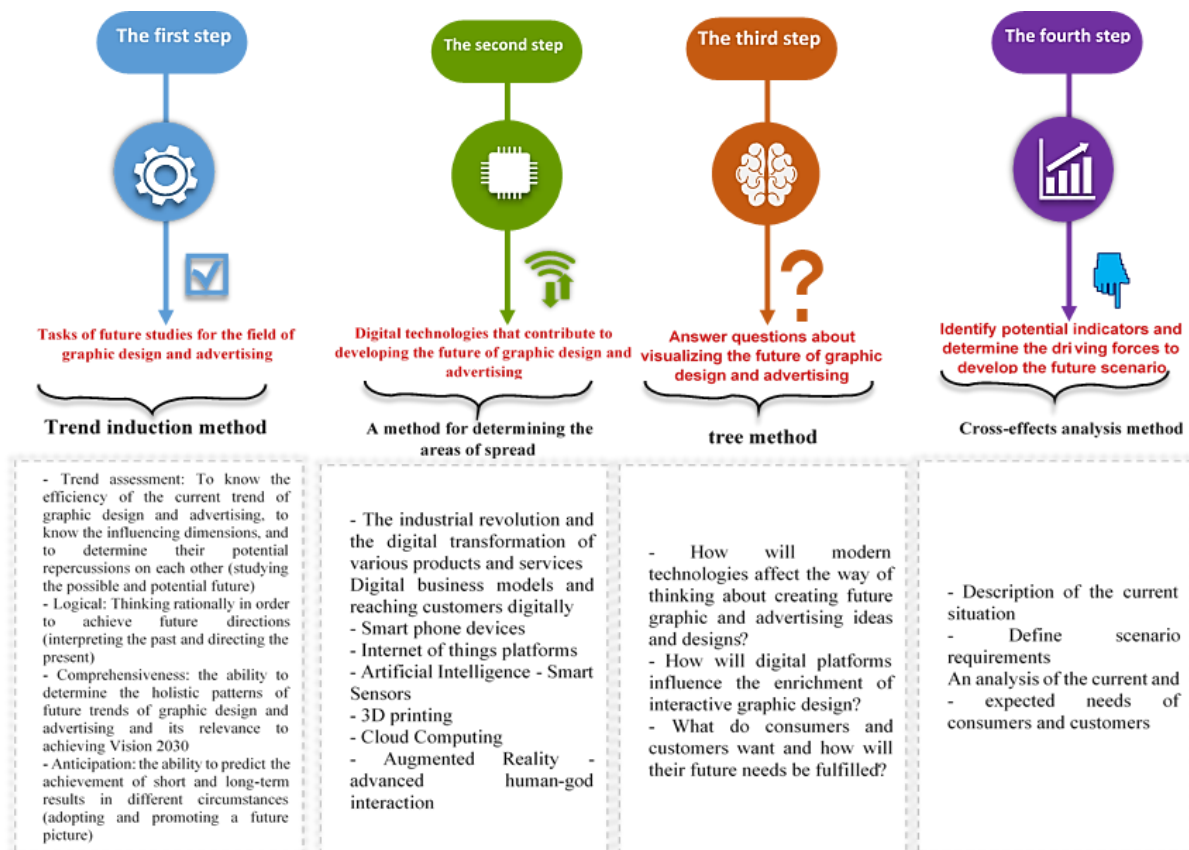 The first step
The second step
The third step
The fourth step
Tasks of future studies for the field of
graphic design and advertising
Digital technologies that contribute to
developing the future of graphic design and
advertising
Answer questions about
visualizing the future of graphic
design and advertising
Identify potential indicators and
determine the driving forces to
develop the future scenario
Trend induction method
A method for determining the
areas of spread
tree method
Cross-effects analysis method
- Trend assessment: To know the
efficiency of the current trend of
graphic design and advertising, to
know the influencing dimensions, and
to determine their potential
repercussions on each other (studying
the possible and potential future)
- Logical: Thinking rationally in order
to achieve future directions
(interpreting the past and directing the
present)
- Comprehensiveness: the ability to
determine the holistic patterns of
future trends of graphic design and
advertising and its relevance to
achieving Vision 2030
- Anticipation: the ability to predict the
achievement of short and long-term
results in different circumstances
(adopting and promoting a future
picture)
- The industrial revolution and
the digital transformation of
various products and services
Digital business models and
reaching customers digitally
- Smart phone devices
- Internet of things platforms
- Artificial Intelligence - Smart
Sensors
- 3D printing
- Cloud Computing
- Augmented Reality -
advanced human-god
interaction
- How will modern
technologies affect the way of
thinking about creating future
graphic and advertising ideas
and designs?
- How will digital platforms
influence the enrichment of
interactive graphic design?
- What do consumers and
customers want and how will
their future needs be fulfilled?
- Description of the current
situation
- Define scenario
requirements
An analysis of the current and
- expected needs of
consumers and customers